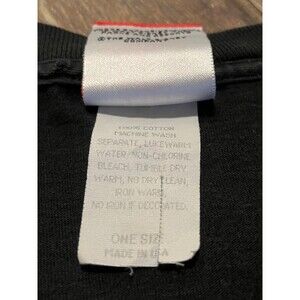 100% COTTON
MACHINE WASH
SEPARATE, LUKEWARM
WATER-NON-CHLORINE
BLEACH, TUMBLE DRY
WARM, NO DRY CLEAN,
IRON WARM,
NO IRON IF DECORATED.
ONE SIZE
MADE IN USA